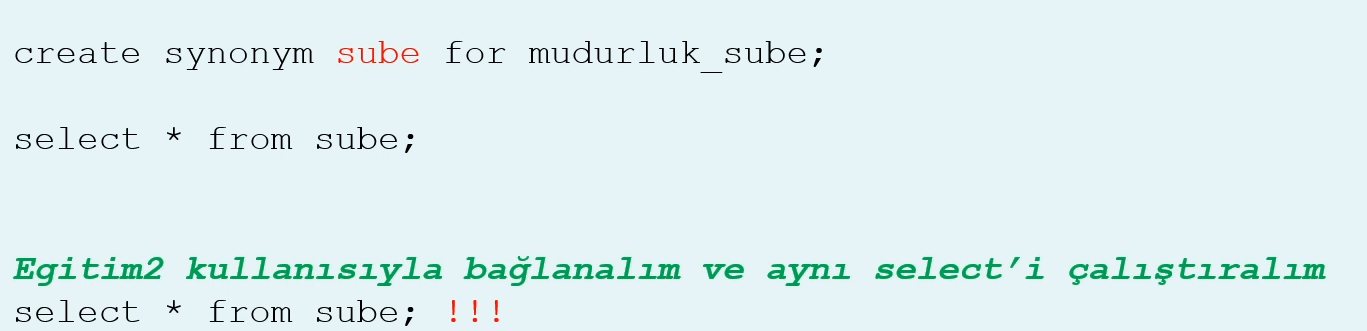 create synonym sube for mudurluk_sube;
select * from sube;
Egitim2 kullanısıyla bağlanalım ve aynı select’i çalıştıralım
select * from sube; !!!